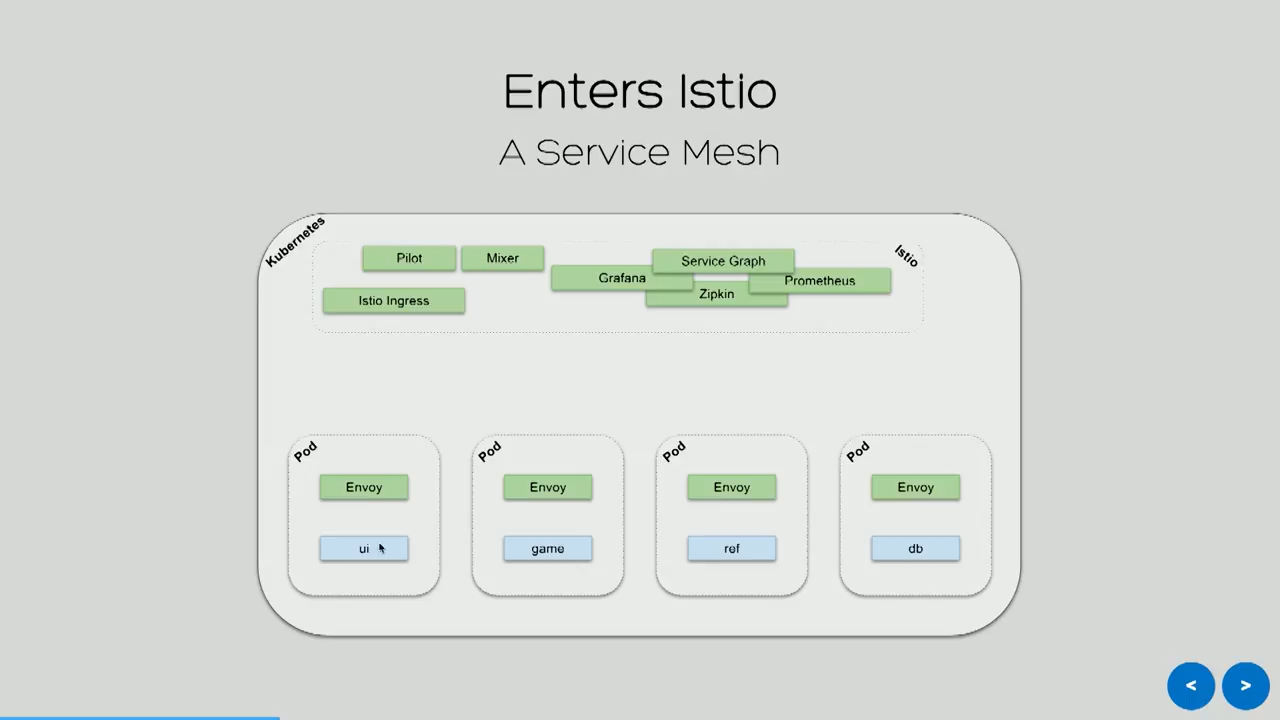 Enters Istio
A Service Mesh
Kubernetes
Istio
Pilot
Mixer
Istio Ingress
Grafana
Service Graph
Zipkin
Prometheus
Pod
Envoy
ui
Pod
Envoy
game
Pod
Envoy
ref
Pod
Envoy
db
< >